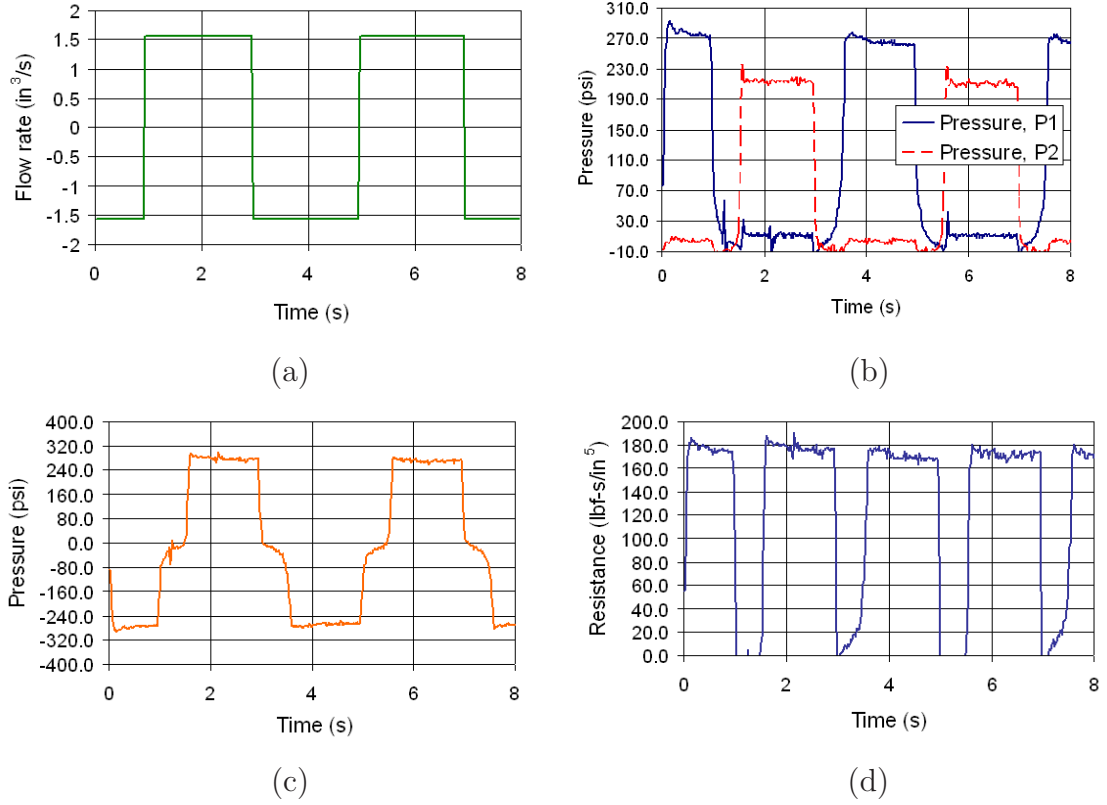 2
1.5
1
0.5
0
-0.5
-1
-1.5
-2
Flow rate (in³/s)
0 2 4 6 8
Time (s)
(a)
310.0
270.0
230.0
190.0
150.0
110.0
70.0
30.0
-10.0
Pressure (psi)
Pressure, P1
Pressure, P2
0 2 4 6 8
Time (s)
(b)
400.0
320.0
240.0
160.0
80.0
0.0
-80.0
-160.0
-240.0
-320.0
-400.0
Pressure (psi)
0 2 4 6 8
Time (s)
(c)
200.0
180.0
160.0
140.0
120.0
100.0
80.0
60.0
40.0
20.0
0.0
Resistance (lbf-s/in⁵)
0 2 4 6 8
Time (s)
(d)